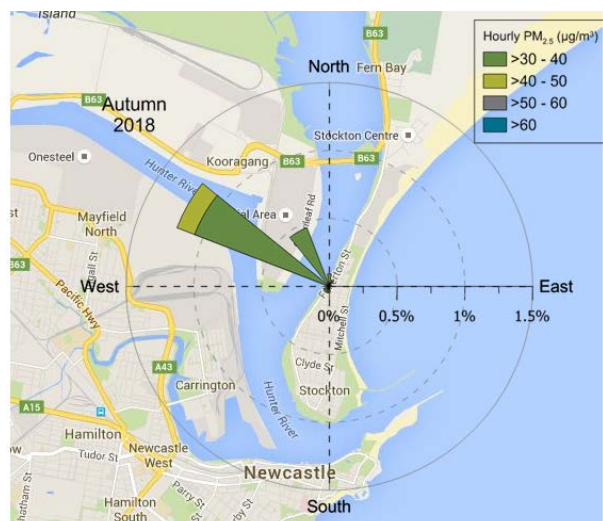 Island
B63
Hourly PM2.5 (µg/m³)
>30 - 40
>40 - 50
>50 - 60
>60
North
Fern Bay
B63
Autumn
2018
Stockton Centre
Onesteel
Kooragang
B63
B63
Hunter River
Mayfield
North
B63
Pacific Hwy
West
East
0%
0.5%
1.0%
1.5%
Mitchell St
A43
Clyde St
Carrington
Stockton
A15
Hunter
River
Hamilton
Newcastle
West
Tudor St
Newcastle
Parry St
Hamilton
South
South